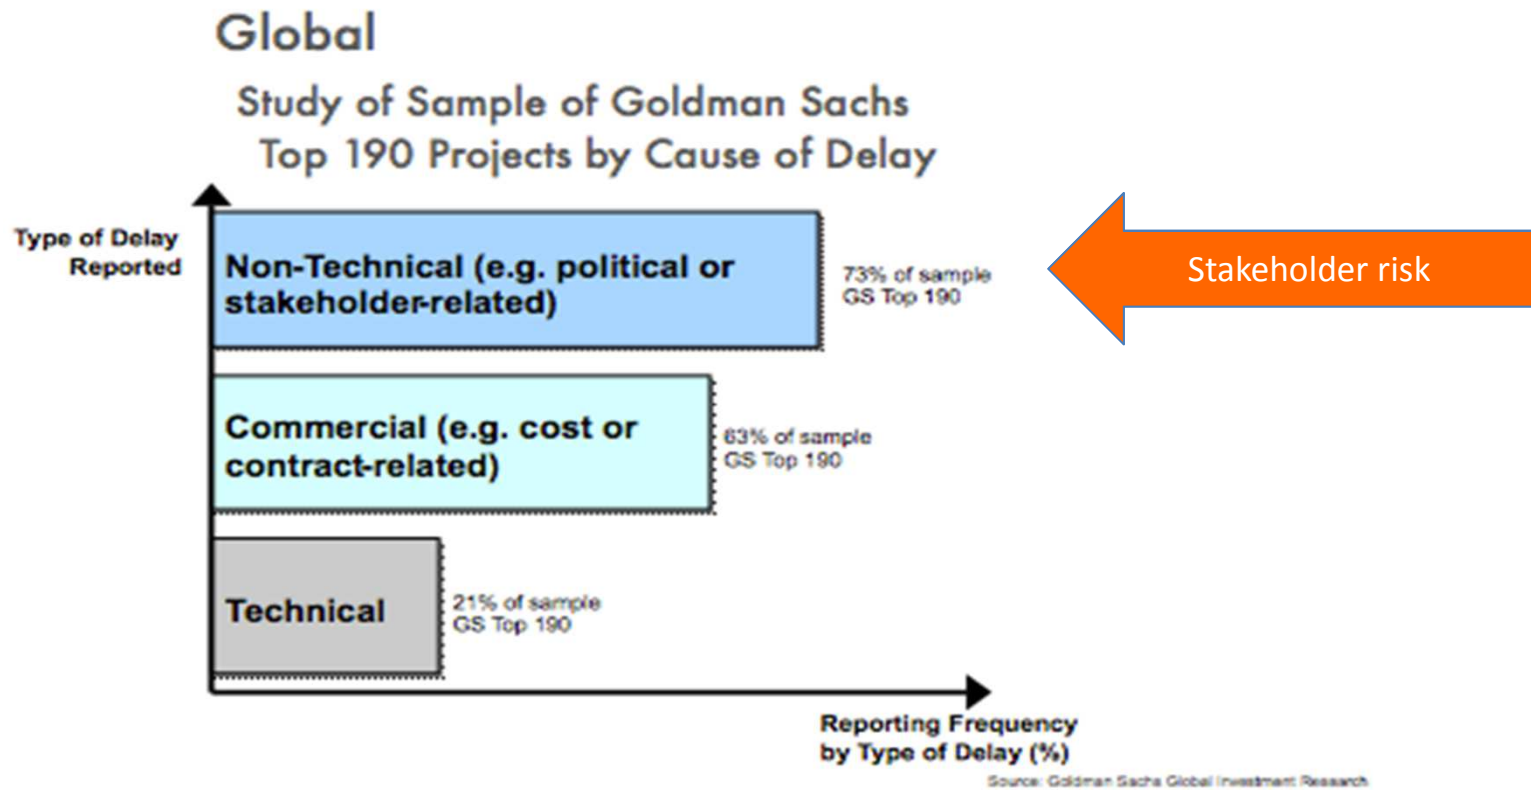 Global
Study of Sample of Goldman Sachs
Top 190 Projects by Cause of Delay
Type of Delay
Reported
Non-Technical (e.g. political or
stakeholder-related)
73% of sample
GS Top 190
Stakeholder risk
Commercial (e.g. cost or
contract-related)
63% of sample
GS Top 190
Technical
21% of sample
GS Top 190
Reporting Frequency
by Type of Delay (%)
Source: Goldman Sachs Global Investment Research